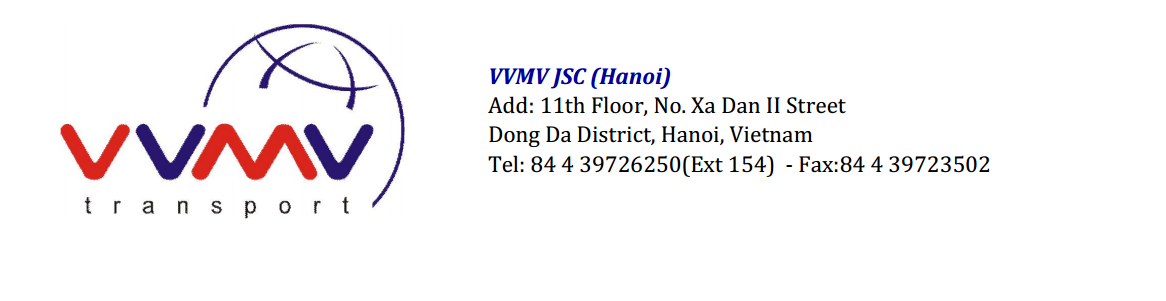 VVMV
transport
VVMV JSC (Hanoi)
Add: 11th Floor, No. Xa Dan II Street
Dong Da District, Hanoi, Vietnam
Tel: 84 4 39726250(Ext 154)  - Fax:84 4 39723502